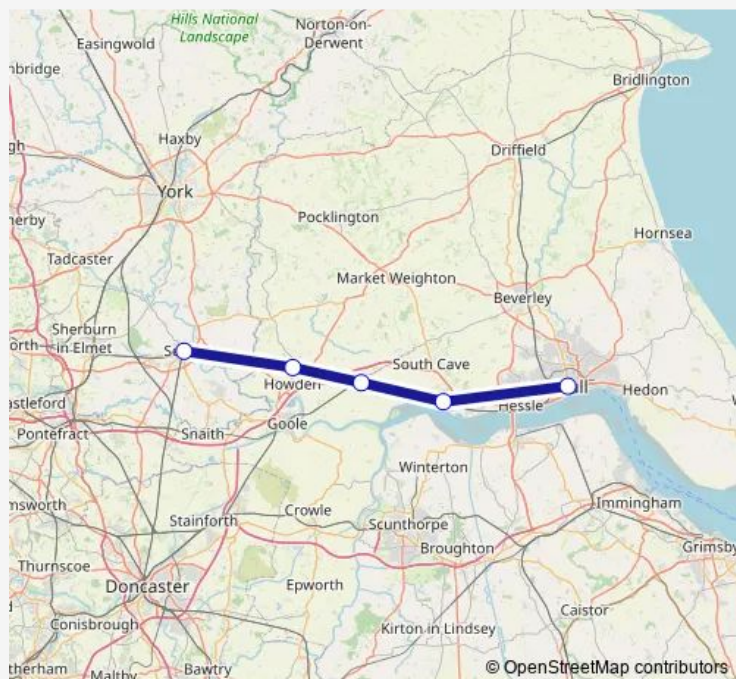 Hills National
Landscape
Norton-on-
Derwent
Easingwold
mbridge
Bridlington
Haxby
Driffield
York
Pocklington
Hornsea
Tadcaster
Market Weighton
Beverley
Sherburn
in Elmet
South Cave
Howden
Hedon
Hessle
astleford
Pontefract
Snaith
Goole
Winterton
Immingham
Stainforth
Crowle
Scunthorpe
Broughton
Grimsby
Thurnscoe
Doncaster
Epworth
Caistor
Conisbrough
Kirton in Lindsey
Maltby
Bawtry
© OpenStreetMap contributors